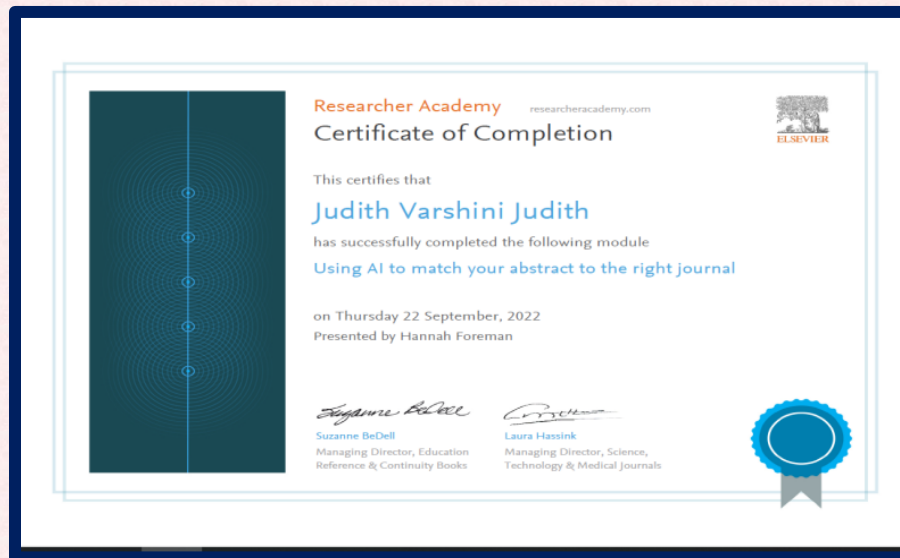 Researcher Academy researcheracademy.com
Certificate of Completion
ELSEVIER
This certifies that
Judith Varshini Judith
has successfully completed the following module
Using AI to match your abstract to the right journal
on Thursday 22 September, 2022
Presented by Hannah Foreman
Suzanne BeDell
Suzanne BeDell
Laura Hassink
Managing Director, Education
Managing Director, Science,
Reference & Continuity Books
Technology & Medical Journals